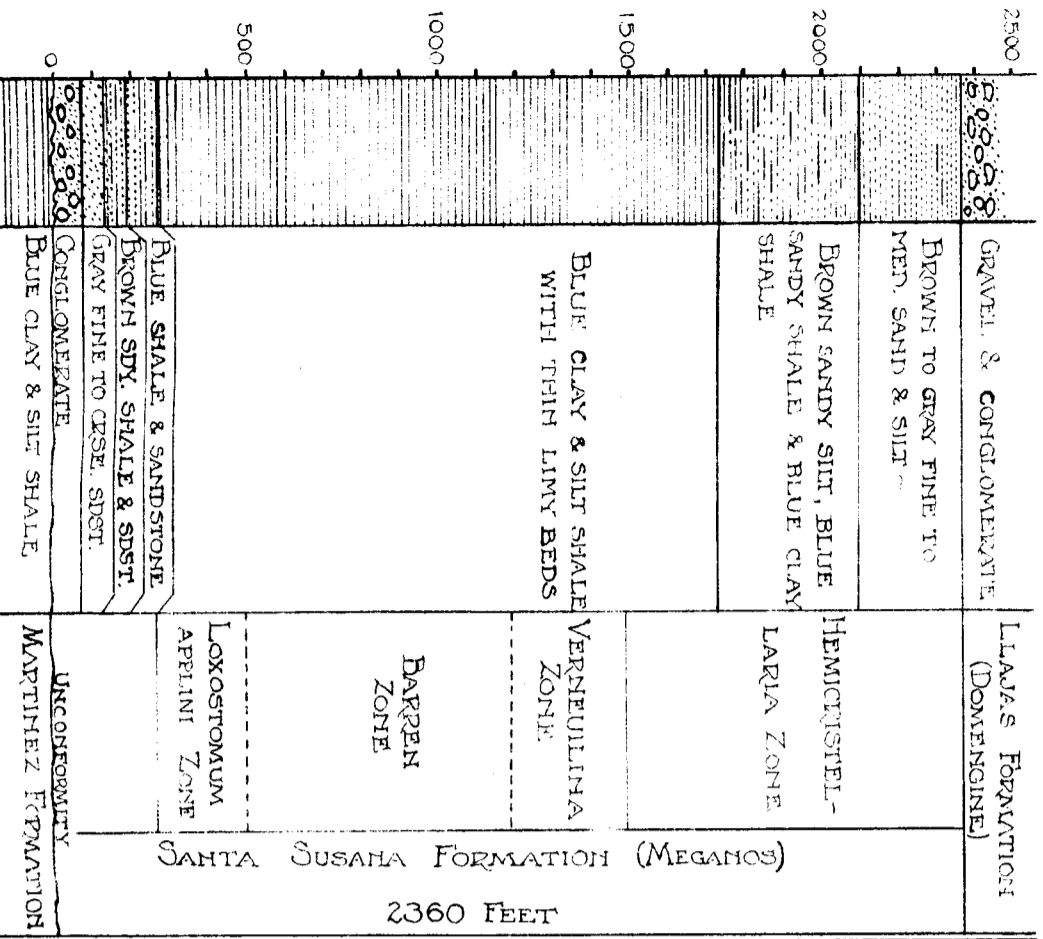 2500
2000
1500
1000
500
0
GRAVEL & CONGLOMERATE
BROWN TO GRAY FINE TO
MED. SAND & SILT
BROWN SANDY SILT, BLUE
SANDY SHALE & BLUE CLAY
SHALE
BLUE CLAY & SILT SHALE
WITH THIN LIMY BEDS
BLUE SHALE & SANDSTONE
BROWN SDY. SHALE & SDST.
GRAY FINE TO CRSE. SDST.
CONGLOMERATE
BLUE CLAY & SILT SHALE
LLAJAS FORMATION
(DOMENGINE)
HEMICRISTEL-
LARIA ZONE
VERNEUILINA
ZONE
BARREN
ZONE
LOXOSTOMUM
APPLINI ZONE
UNCONFORMITY
MARTINEZ FORMATION
SANTA SUSANA FORMATION (MEGANOS)
2360 FEET